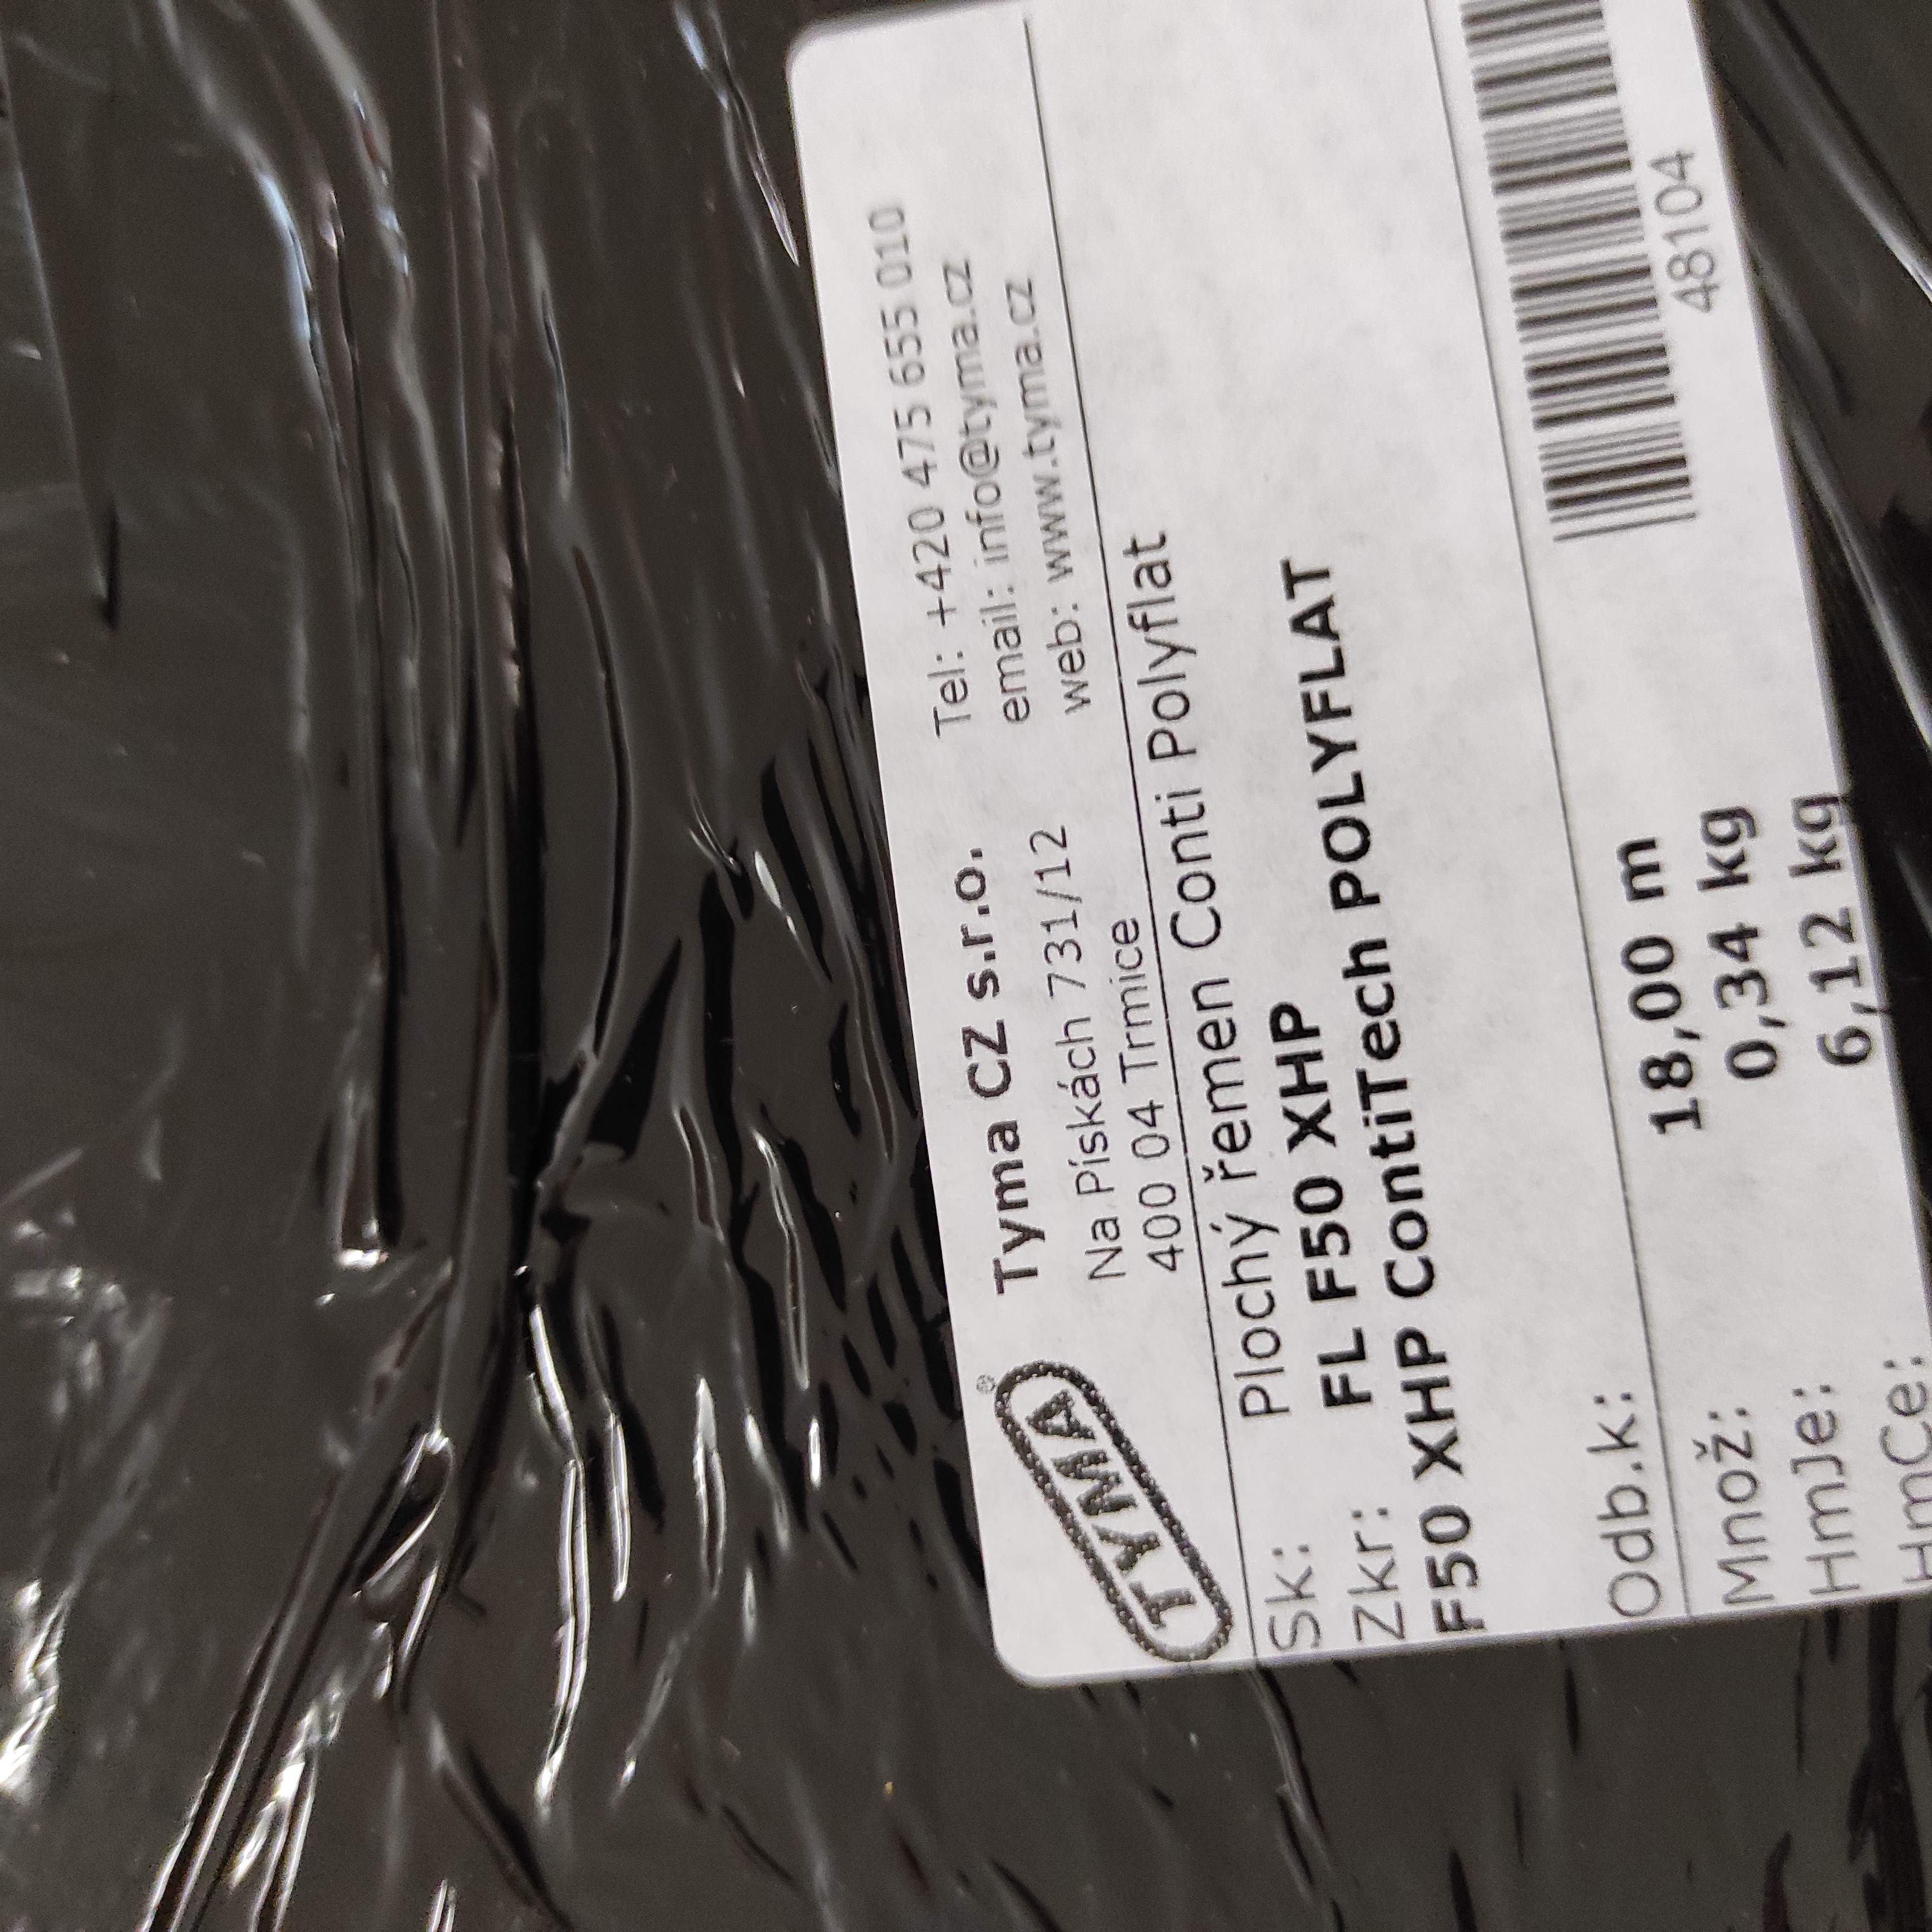 TYMA®
Tyma CZ s.r.o.
Na Pískách 731/12
400 04 Trmice
Tel: +420 475 655 010
email: info@tyma.cz
web: www.tyma.cz
Sk: Plochý řemen Conti Polyflat
Zkr: FL F50 XHP
F50 XHP ContiTech POLYFLAT
Odb.k:
Množ: 18,00 m
HmJe: 0,34 kg
HmCe: 6,12 kg
48104